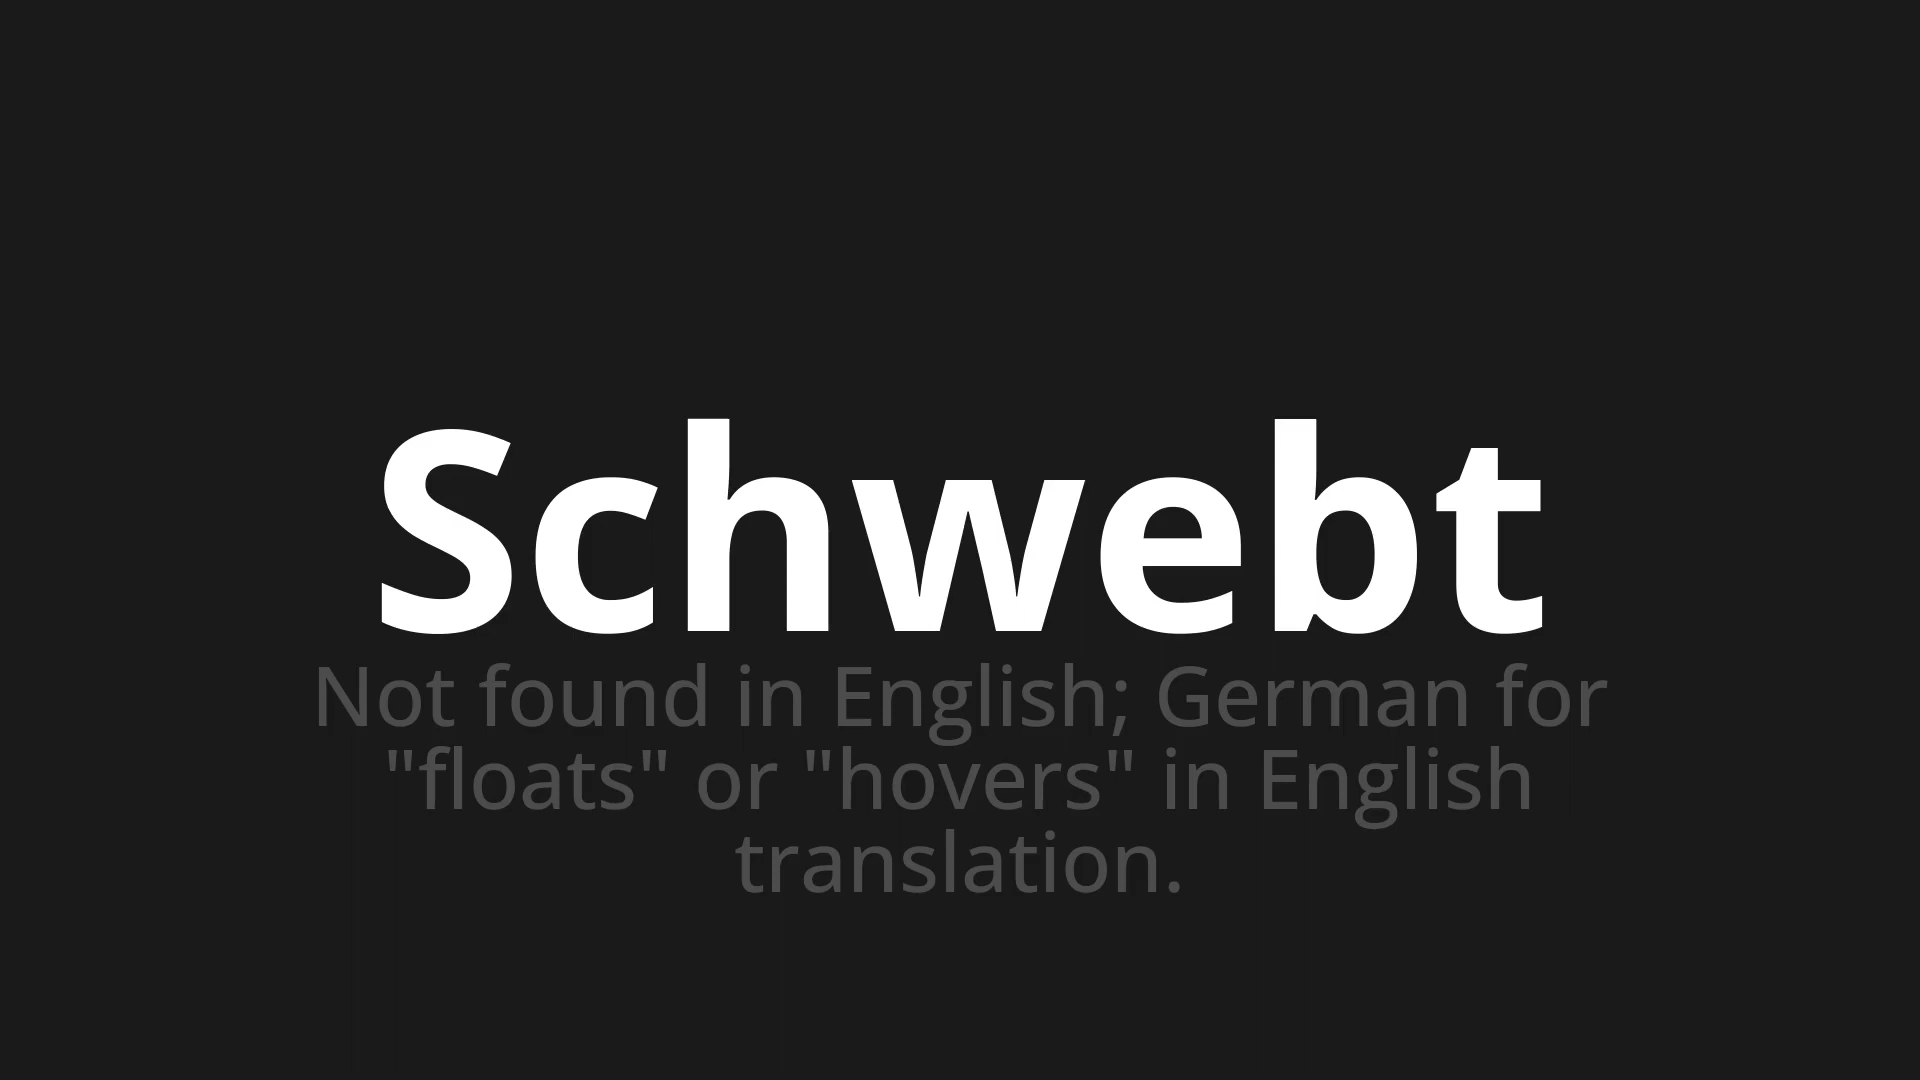 Schwebt
Not found in English; German for
"floats" or "hovers" in English
translation.